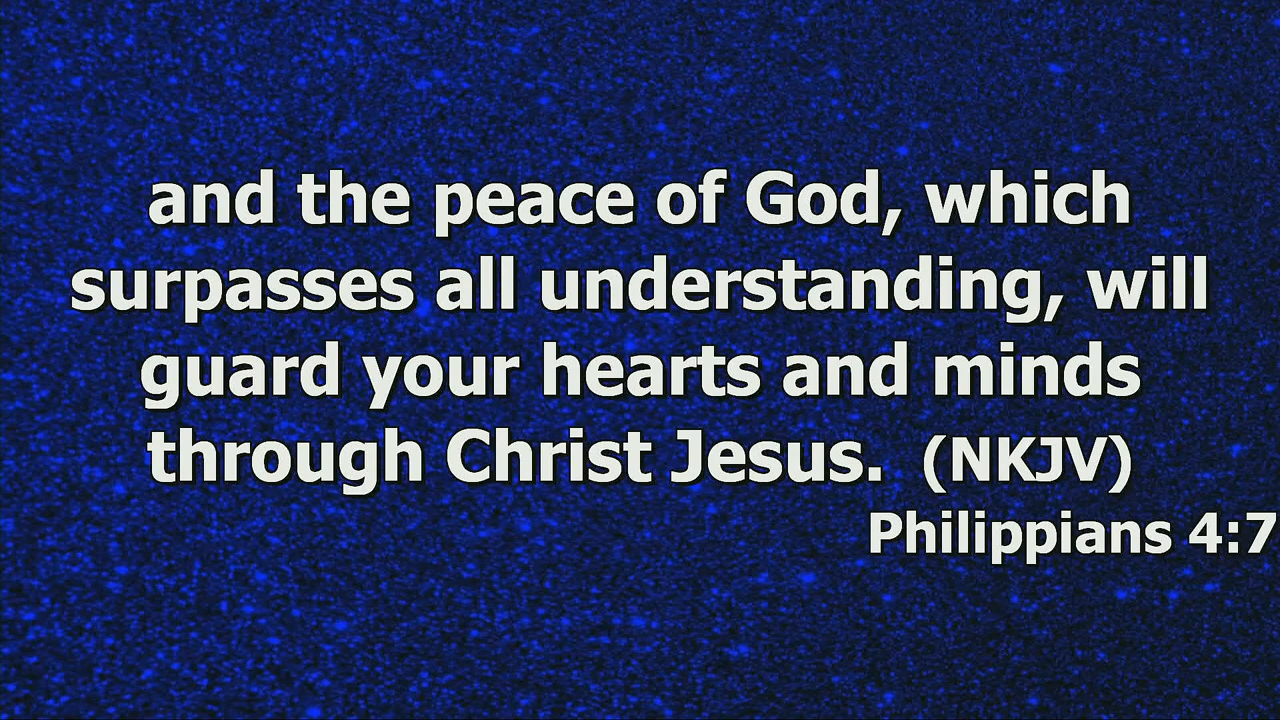 and the peace of God, which
surpasses all understanding, will
guard your hearts and minds
through Christ Jesus. (NKJV)
Philippians 4:7